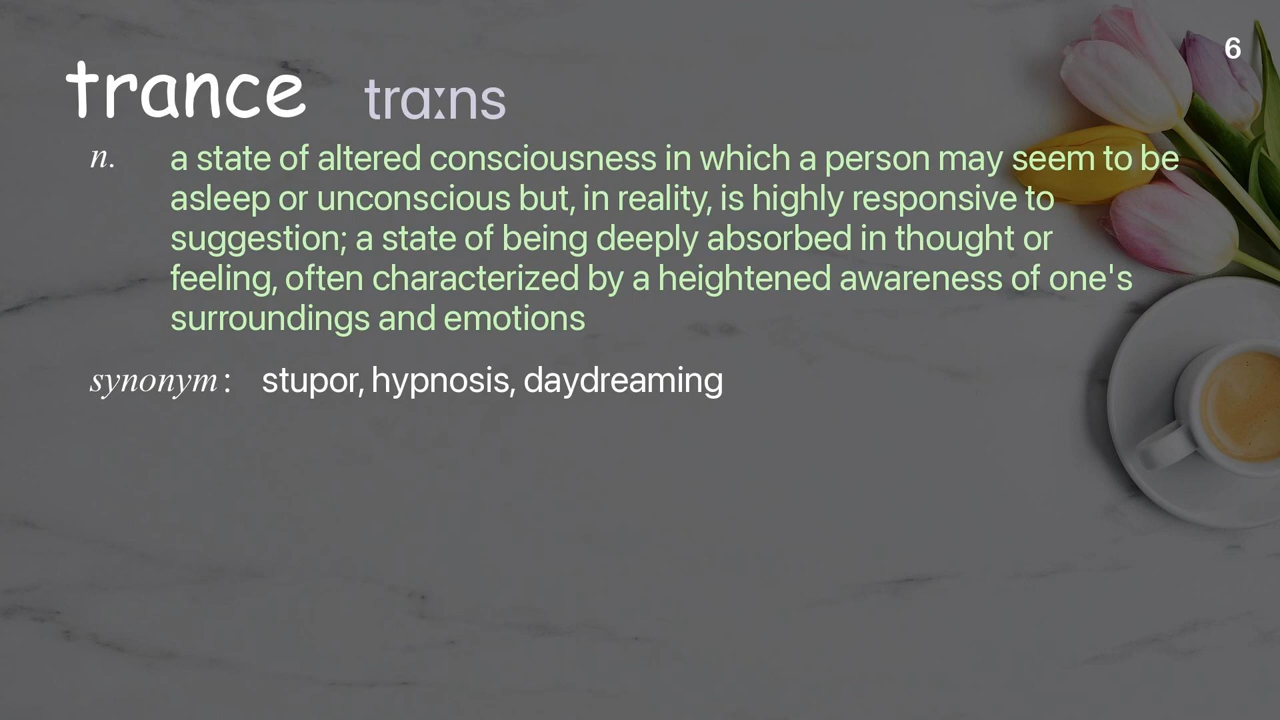 6
trance trɑːns
n. a state of altered consciousness in which a person may seem to be
asleep or unconscious but, in reality, is highly responsive to
suggestion; a state of being deeply absorbed in thought or
feeling, often characterized by a heightened awareness of one's
surroundings and emotions
synonym: stupor, hypnosis, daydreaming